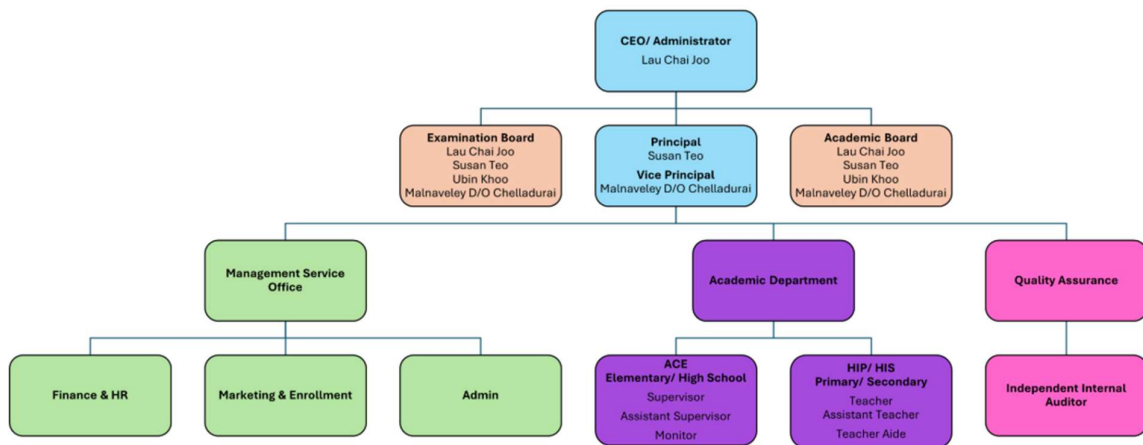 CEO/ Administrator
Lau Chai Joo
Examination Board
Lau Chai Joo
Susan Teo
Ubin Khoo
Malnaveley D/O Chelladurai
Principal
Susan Teo
Vice Principal
Malnaveley D/O Chelladurai
Academic Board
Lau Chai Joo
Susan Teo
Ubin Khoo
Malnaveley D/O Chelladurai
Management Service
Office
Academic Department
Quality Assurance
Finance & HR
Marketing & Enrollment
Admin
ACE
Elementary/ High School
Supervisor
Assistant Supervisor
Monitor
HIP/ HIS
Primary/ Secondary
Teacher
Assistant Teacher
Teacher Aide
Independent Internal
Auditor